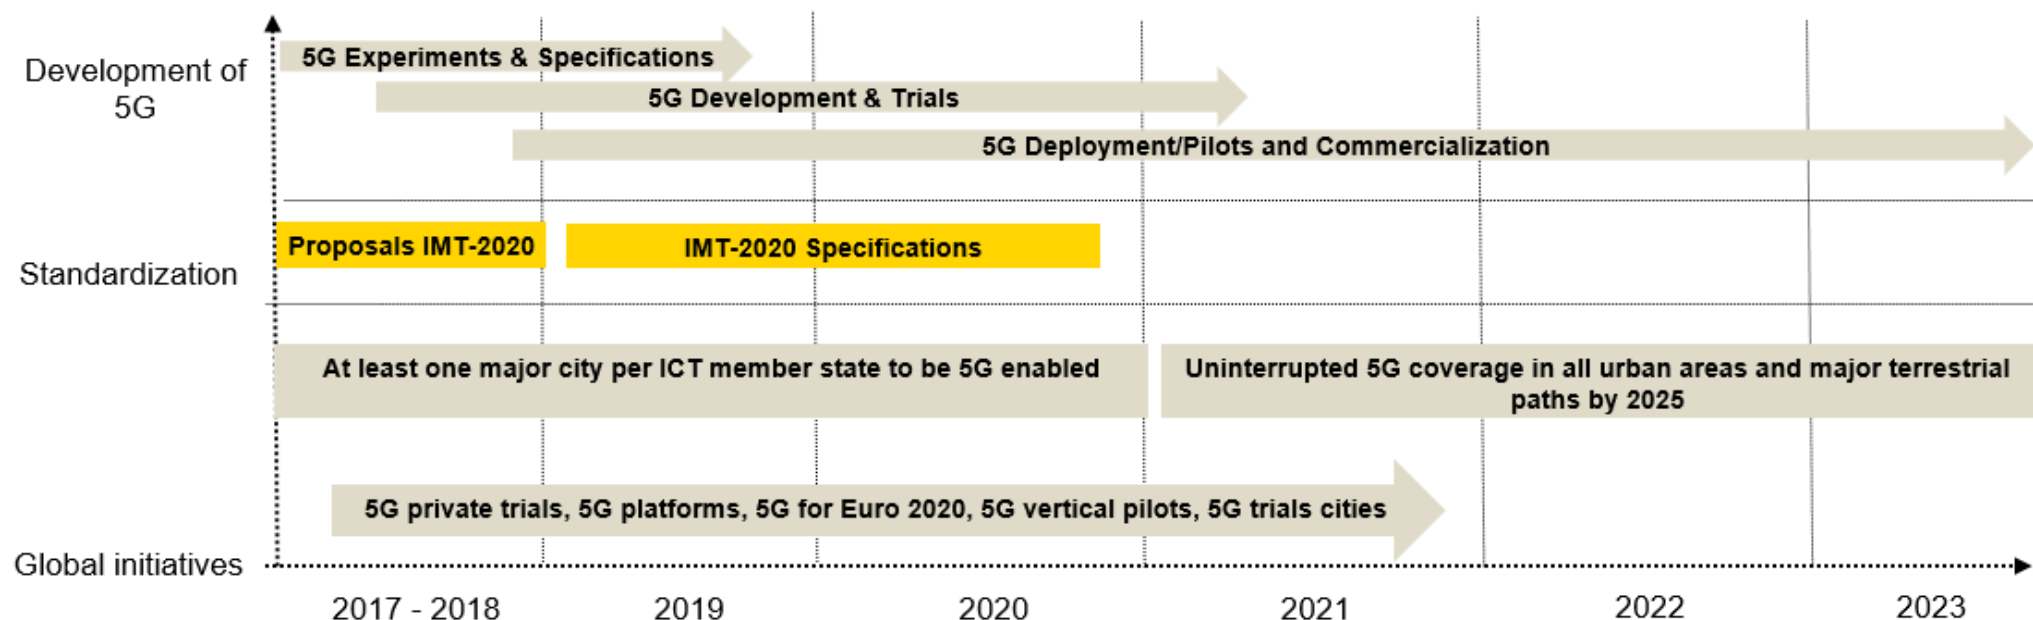 Development of
5G
5G Experiments & Specifications
5G Development & Trials
5G Deployment/Pilots and Commercialization
Standardization
Proposals IMT-2020
IMT-2020 Specifications
At least one major city per ICT member state to be 5G enabled
Uninterrupted 5G coverage in all urban areas and major terrestrial
paths by 2025
5G private trials, 5G platforms, 5G for Euro 2020, 5G vertical pilots, 5G trials cities
Global initiatives
2017 - 2018
2019
2020
2021
2022
2023